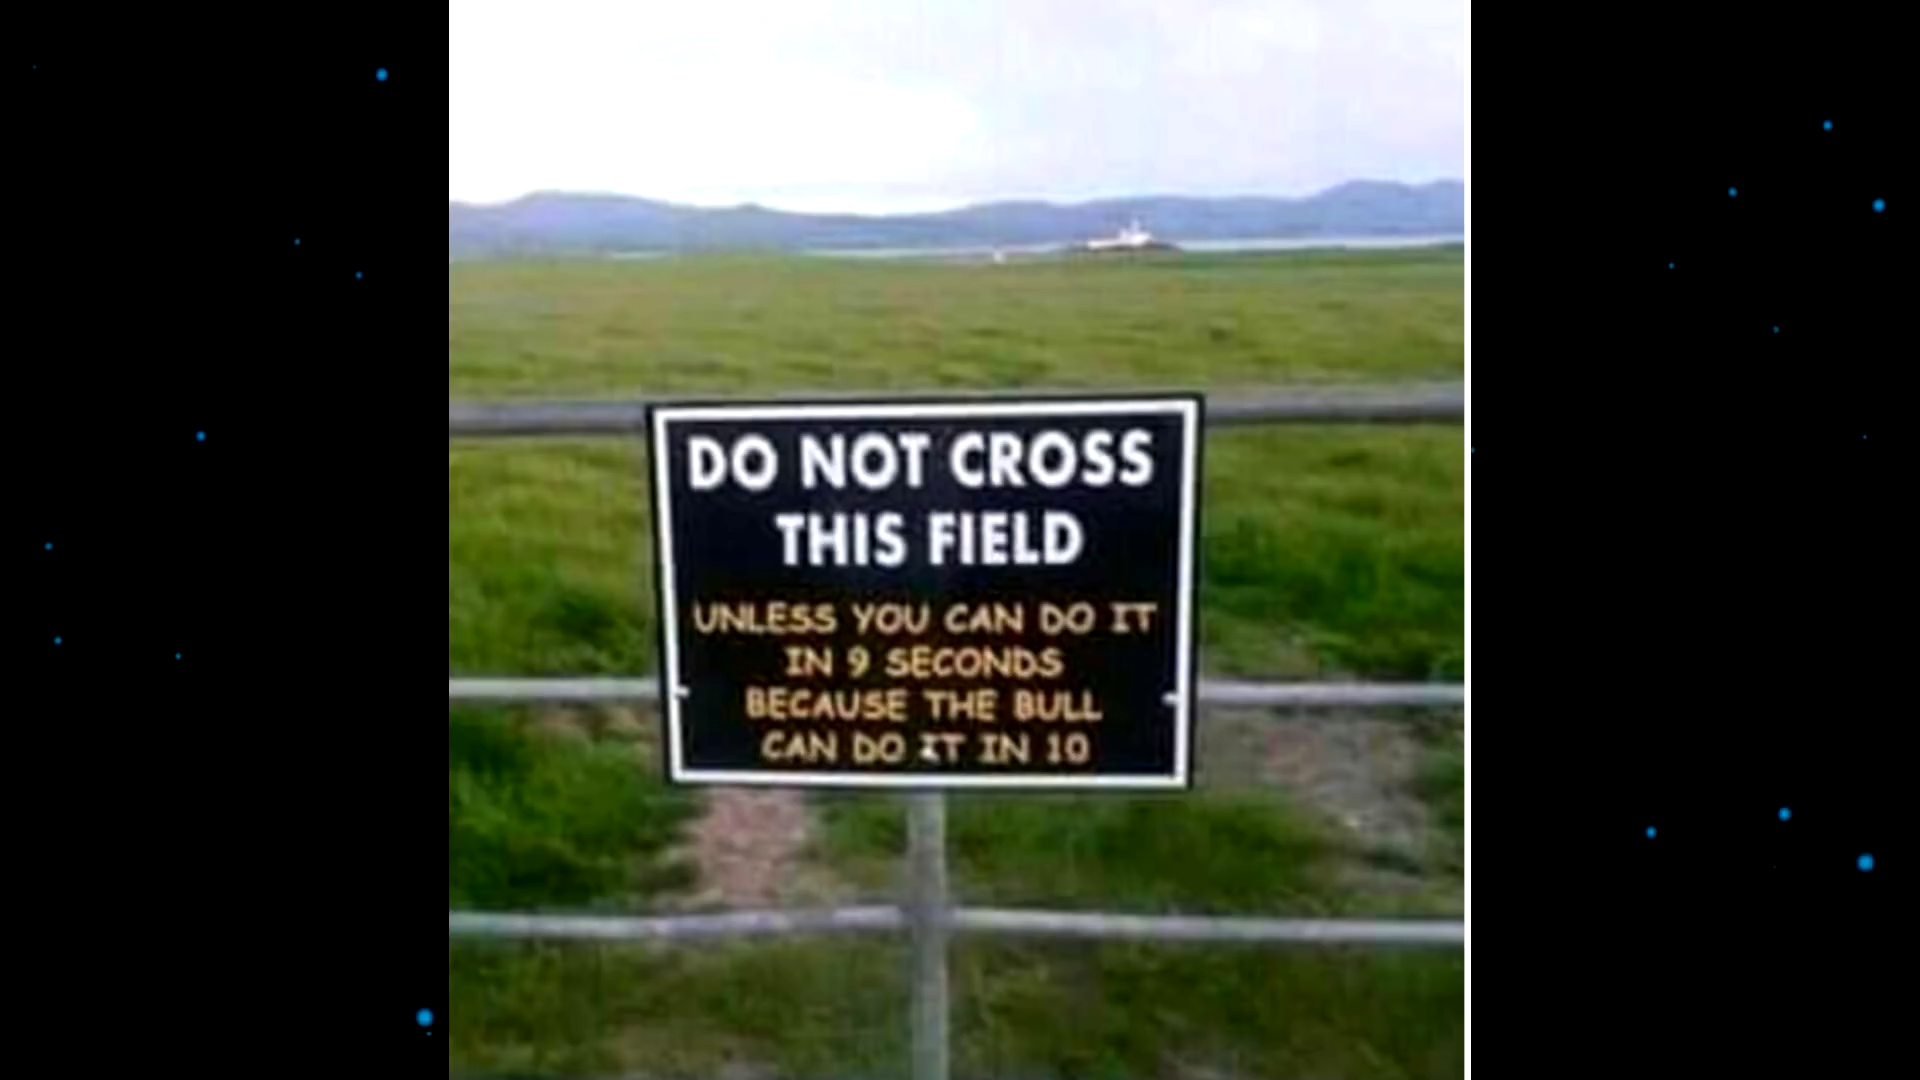 DO NOT CROSS
THIS FIELD
UNLESS YOU CAN DO IT
IN 9 SECONDS
BECAUSE THE BULL
CAN DO IT IN 10